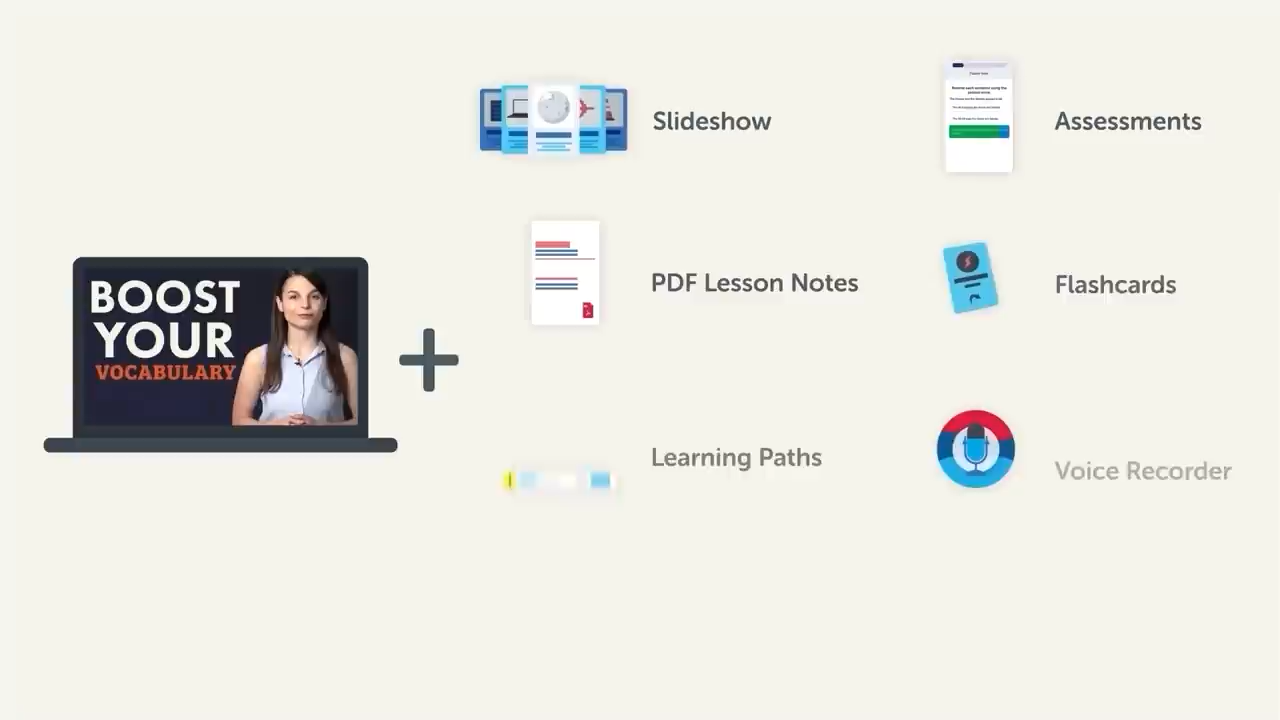 BOOST
YOUR
VOCABULARY
Slideshow
Assessments
PDF Lesson Notes
Flashcards
Learning Paths
Voice Recorder